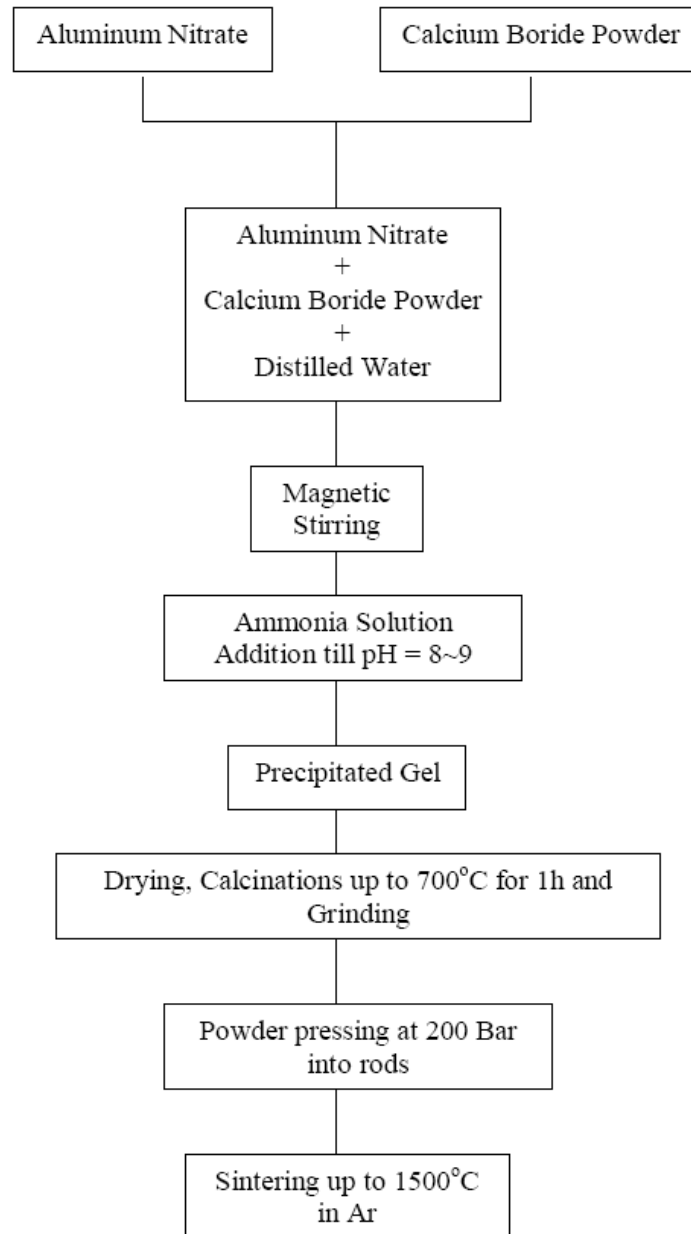 Aluminum Nitrate
Calcium Boride Powder
Aluminum Nitrate
+
Calcium Boride Powder
+
Distilled Water
Magnetic
Stirring
Ammonia Solution
Addition till pH = 8~9
Precipitated Gel
Drying, Calcinations up to 700°C for 1h and
Grinding
Powder pressing at 200 Bar
into rods
Sintering up to 1500°C
in Ar